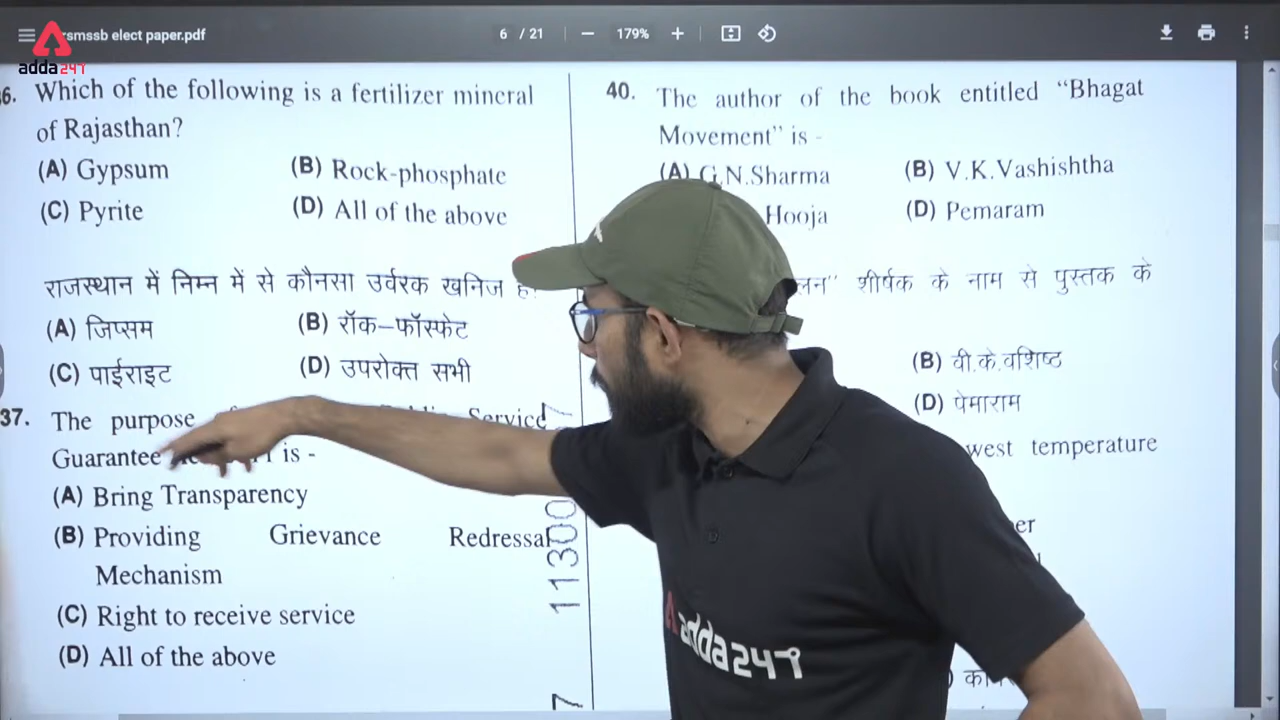 rsmssb elect paper.pdf
6 / 21
179%
adda247
6. Which of the following is a fertilizer mineral
of Rajasthan?
(A) Gypsum (B) Rock-phosphate
(C) Pyrite (D) All of the above
राजस्थान में निम्न में से कौनसा उर्वरक खनिज
(A) जिप्सम (B) रॉक–फॉस्फेट
(C) पाईराइट (D) उपरोक्त सभी
37. The purpose Service
Guarantee is -
(A) Bring Transparency
(B) Providing Grievance Redressal
Mechanism
(C) Right to receive service
(D) All of the above
11300
7
40. The author of the book entitled “Bhagat
Movement” is -
(A) G.N.Sharma (B) V.K.Vashishtha
Hooja (D) Pemaram
शीर्षक के नाम से पुस्तक के
(B) वी.के.वशिष्ठ
(D) पेमाराम
temperature
adda247